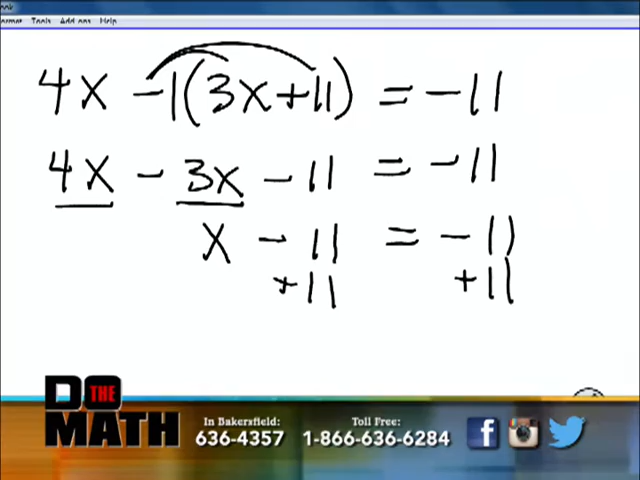 ook
ormat Tools Add-ons Help
4x -1(3x+11) = -11
4x - 3x - 11 = -11
x - 11 = -11
+11 +11
DO THE MATH
In Bakersfield: 636-4357
Toll Free: 1-866-636-6284